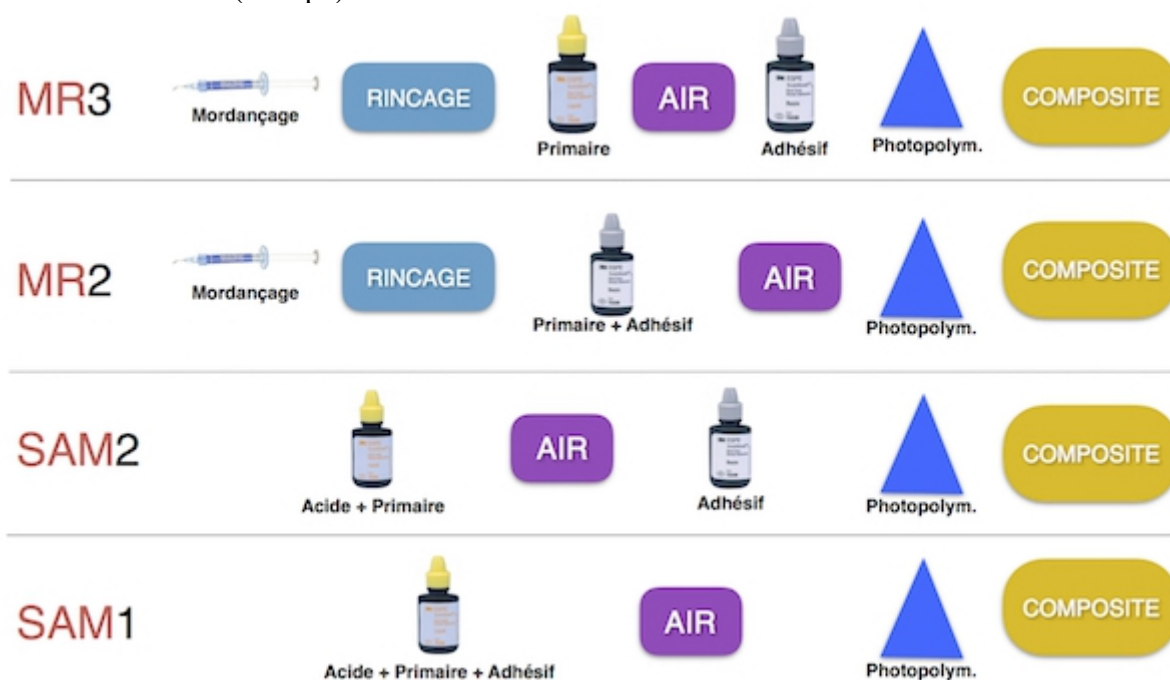 MR3
Mordançage
RINCAGE
Primaire
AIR
Adhésif
Photopolym.
COMPOSITE
MR2
Mordançage
RINCAGE
Primaire + Adhésif
AIR
Photopolym.
COMPOSITE
SAM2
Acide + Primaire
AIR
Adhésif
Photopolym.
COMPOSITE
SAM1
Acide + Primaire + Adhésif
AIR
Photopolym.
COMPOSITE